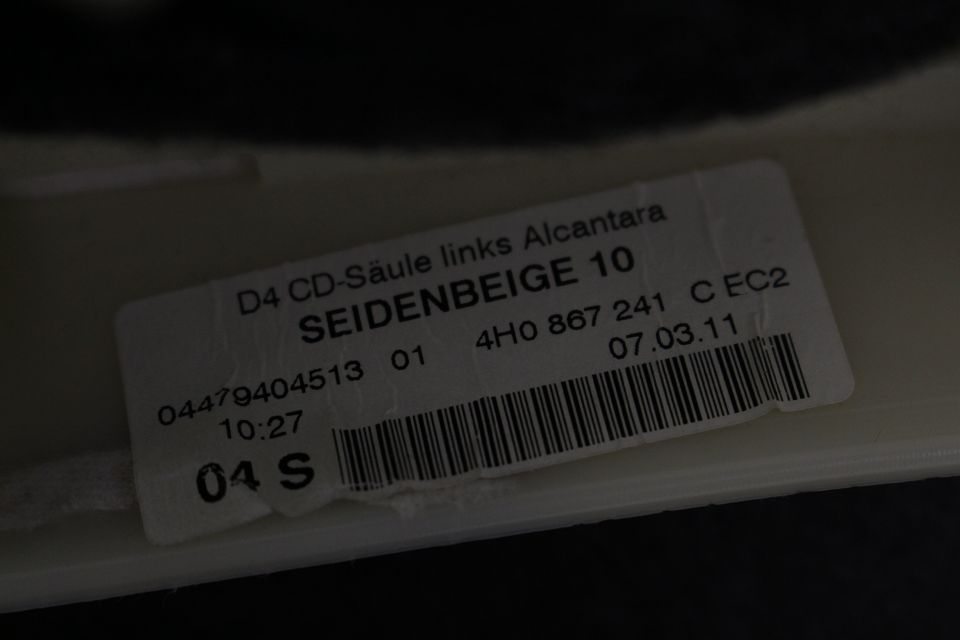 D4 CD-Säule links Alcantara
SEIDENBEIGE 10
04479404513 01 4H0 867 241 C EC2
10:27 07.03.11
04 S